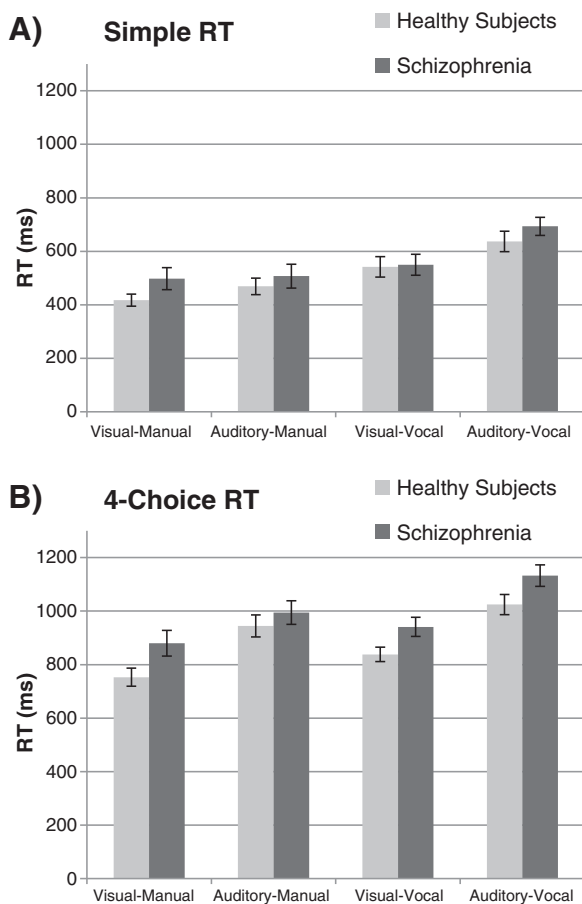 A) Simple RT
Healthy Subjects
Schizophrenia
1200
1000
800
600
400
200
0
RT (ms)
Visual-Manual Auditory-Manual Visual-Vocal Auditory-Vocal
B) 4-Choice RT
Healthy Subjects
Schizophrenia
1200
1000
800
600
400
200
0
RT (ms)
Visual-Manual Auditory-Manual Visual-Vocal Auditory-Vocal